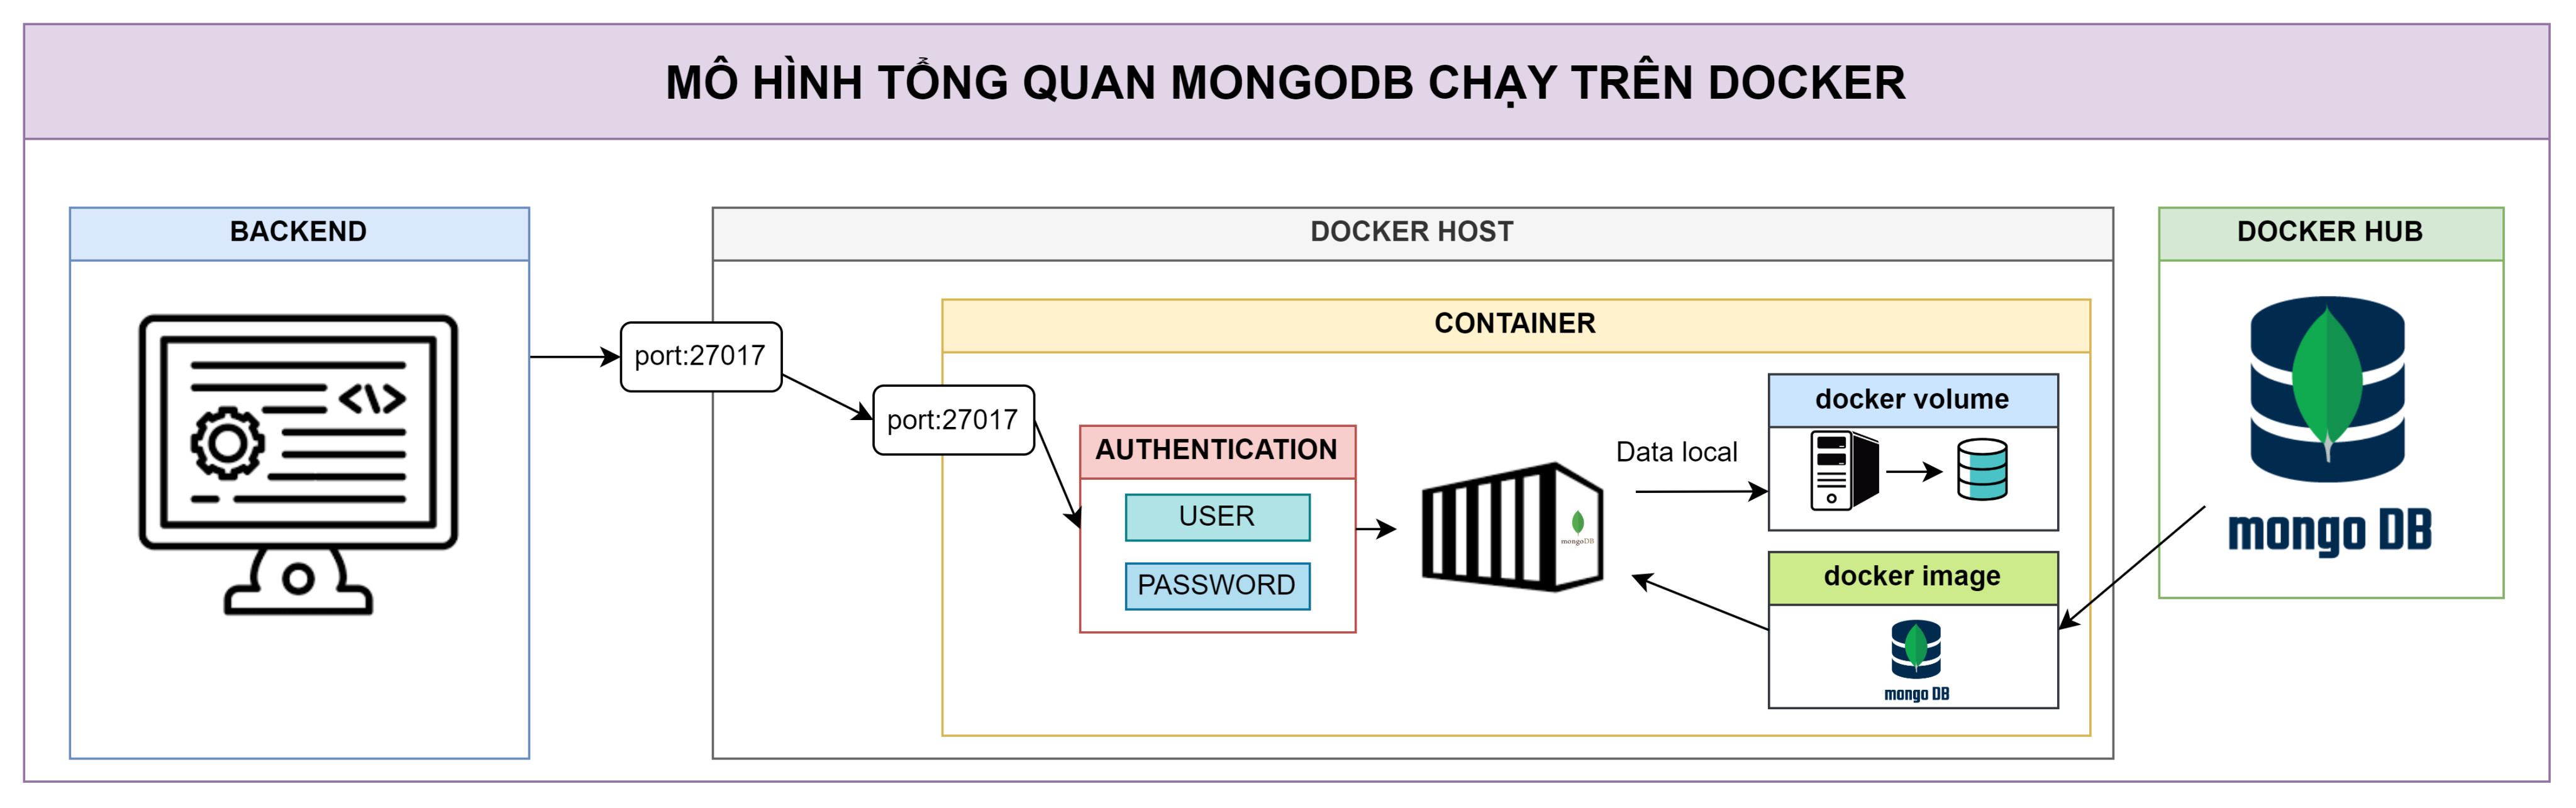 MÔ HÌNH TỔNG QUAN MONGODB CHẠY TRÊN DOCKER
BACKEND
DOCKER HOST
DOCKER HUB
CONTAINER
port:27017
port:27017
docker volume
AUTHENTICATION
Data local
USER
PASSWORD
mongoDB
mongo DB
docker image
mongo DB